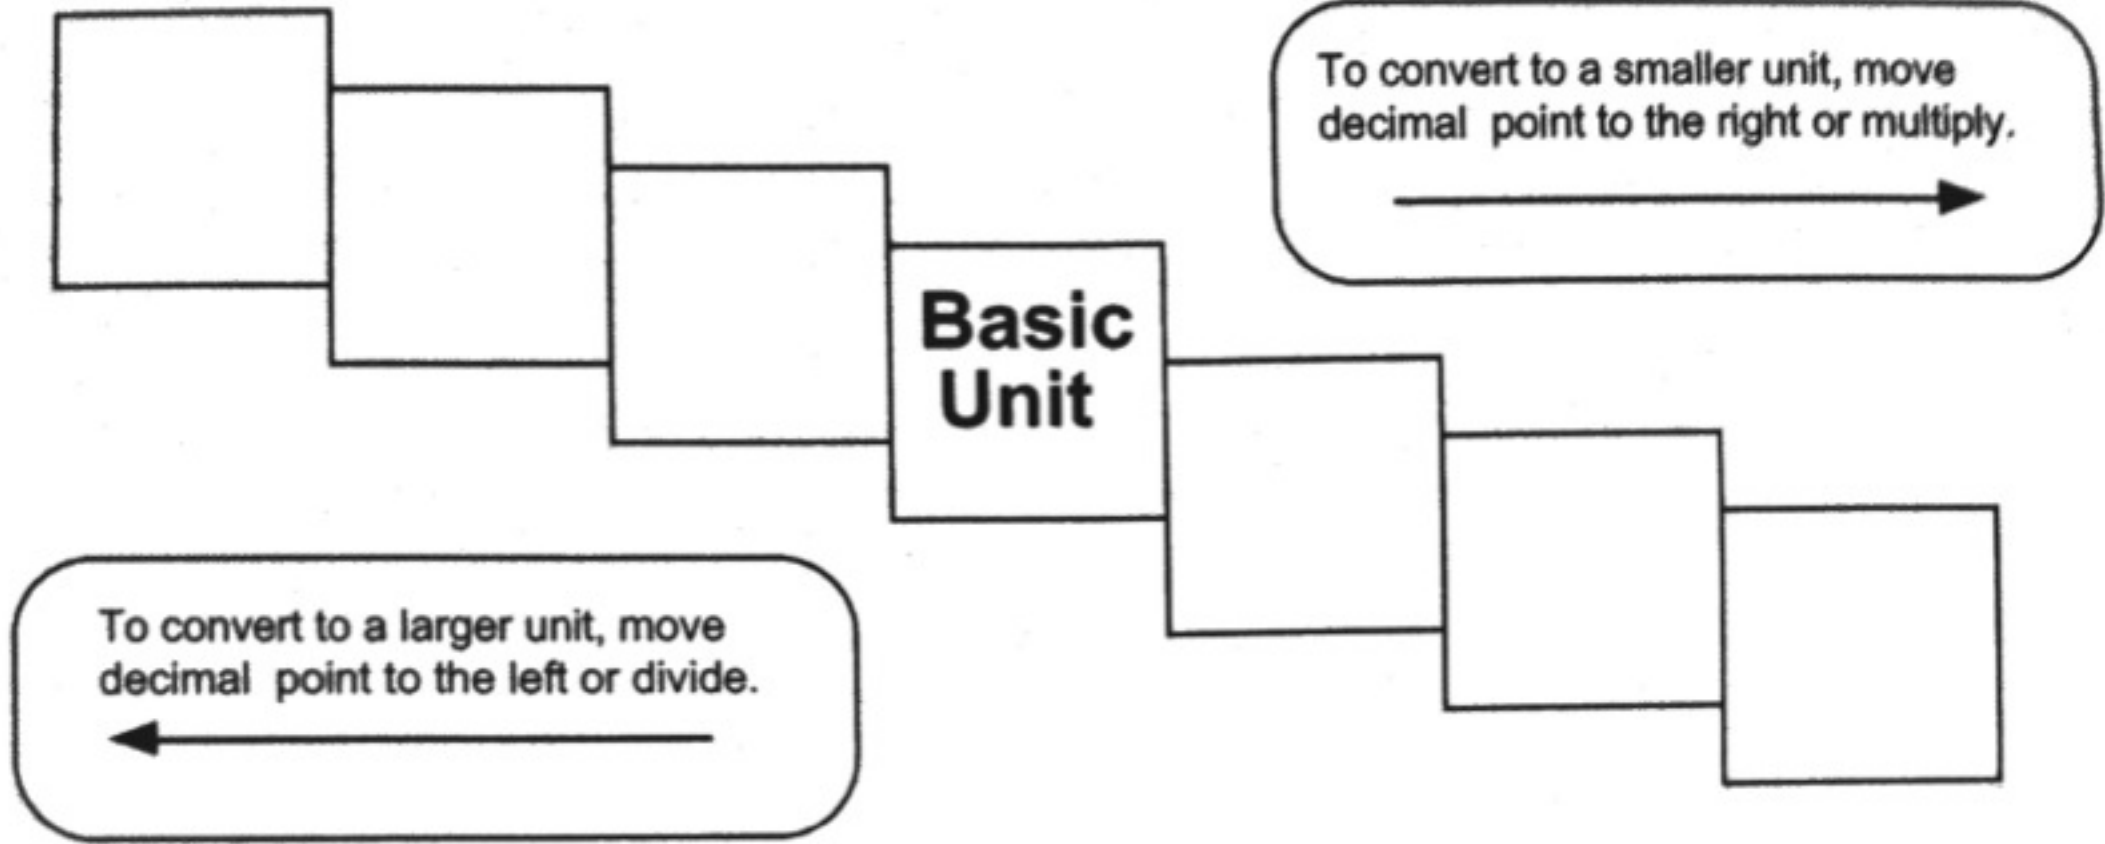 To convert to a smaller unit, move
decimal point to the right or multiply.
Basic
Unit
To convert to a larger unit, move
decimal point to the left or divide.